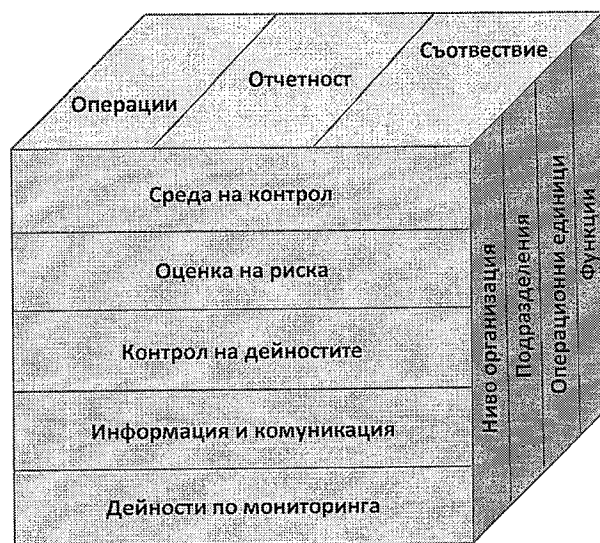 Операции
Отчетност
Съотвествие
Среда на контрол
Оценка на риска
Контрол на дейностите
Информация и комуникация
Дейности по мониторинга
Ниво организация
Подразделения
Операционни единици
Функции